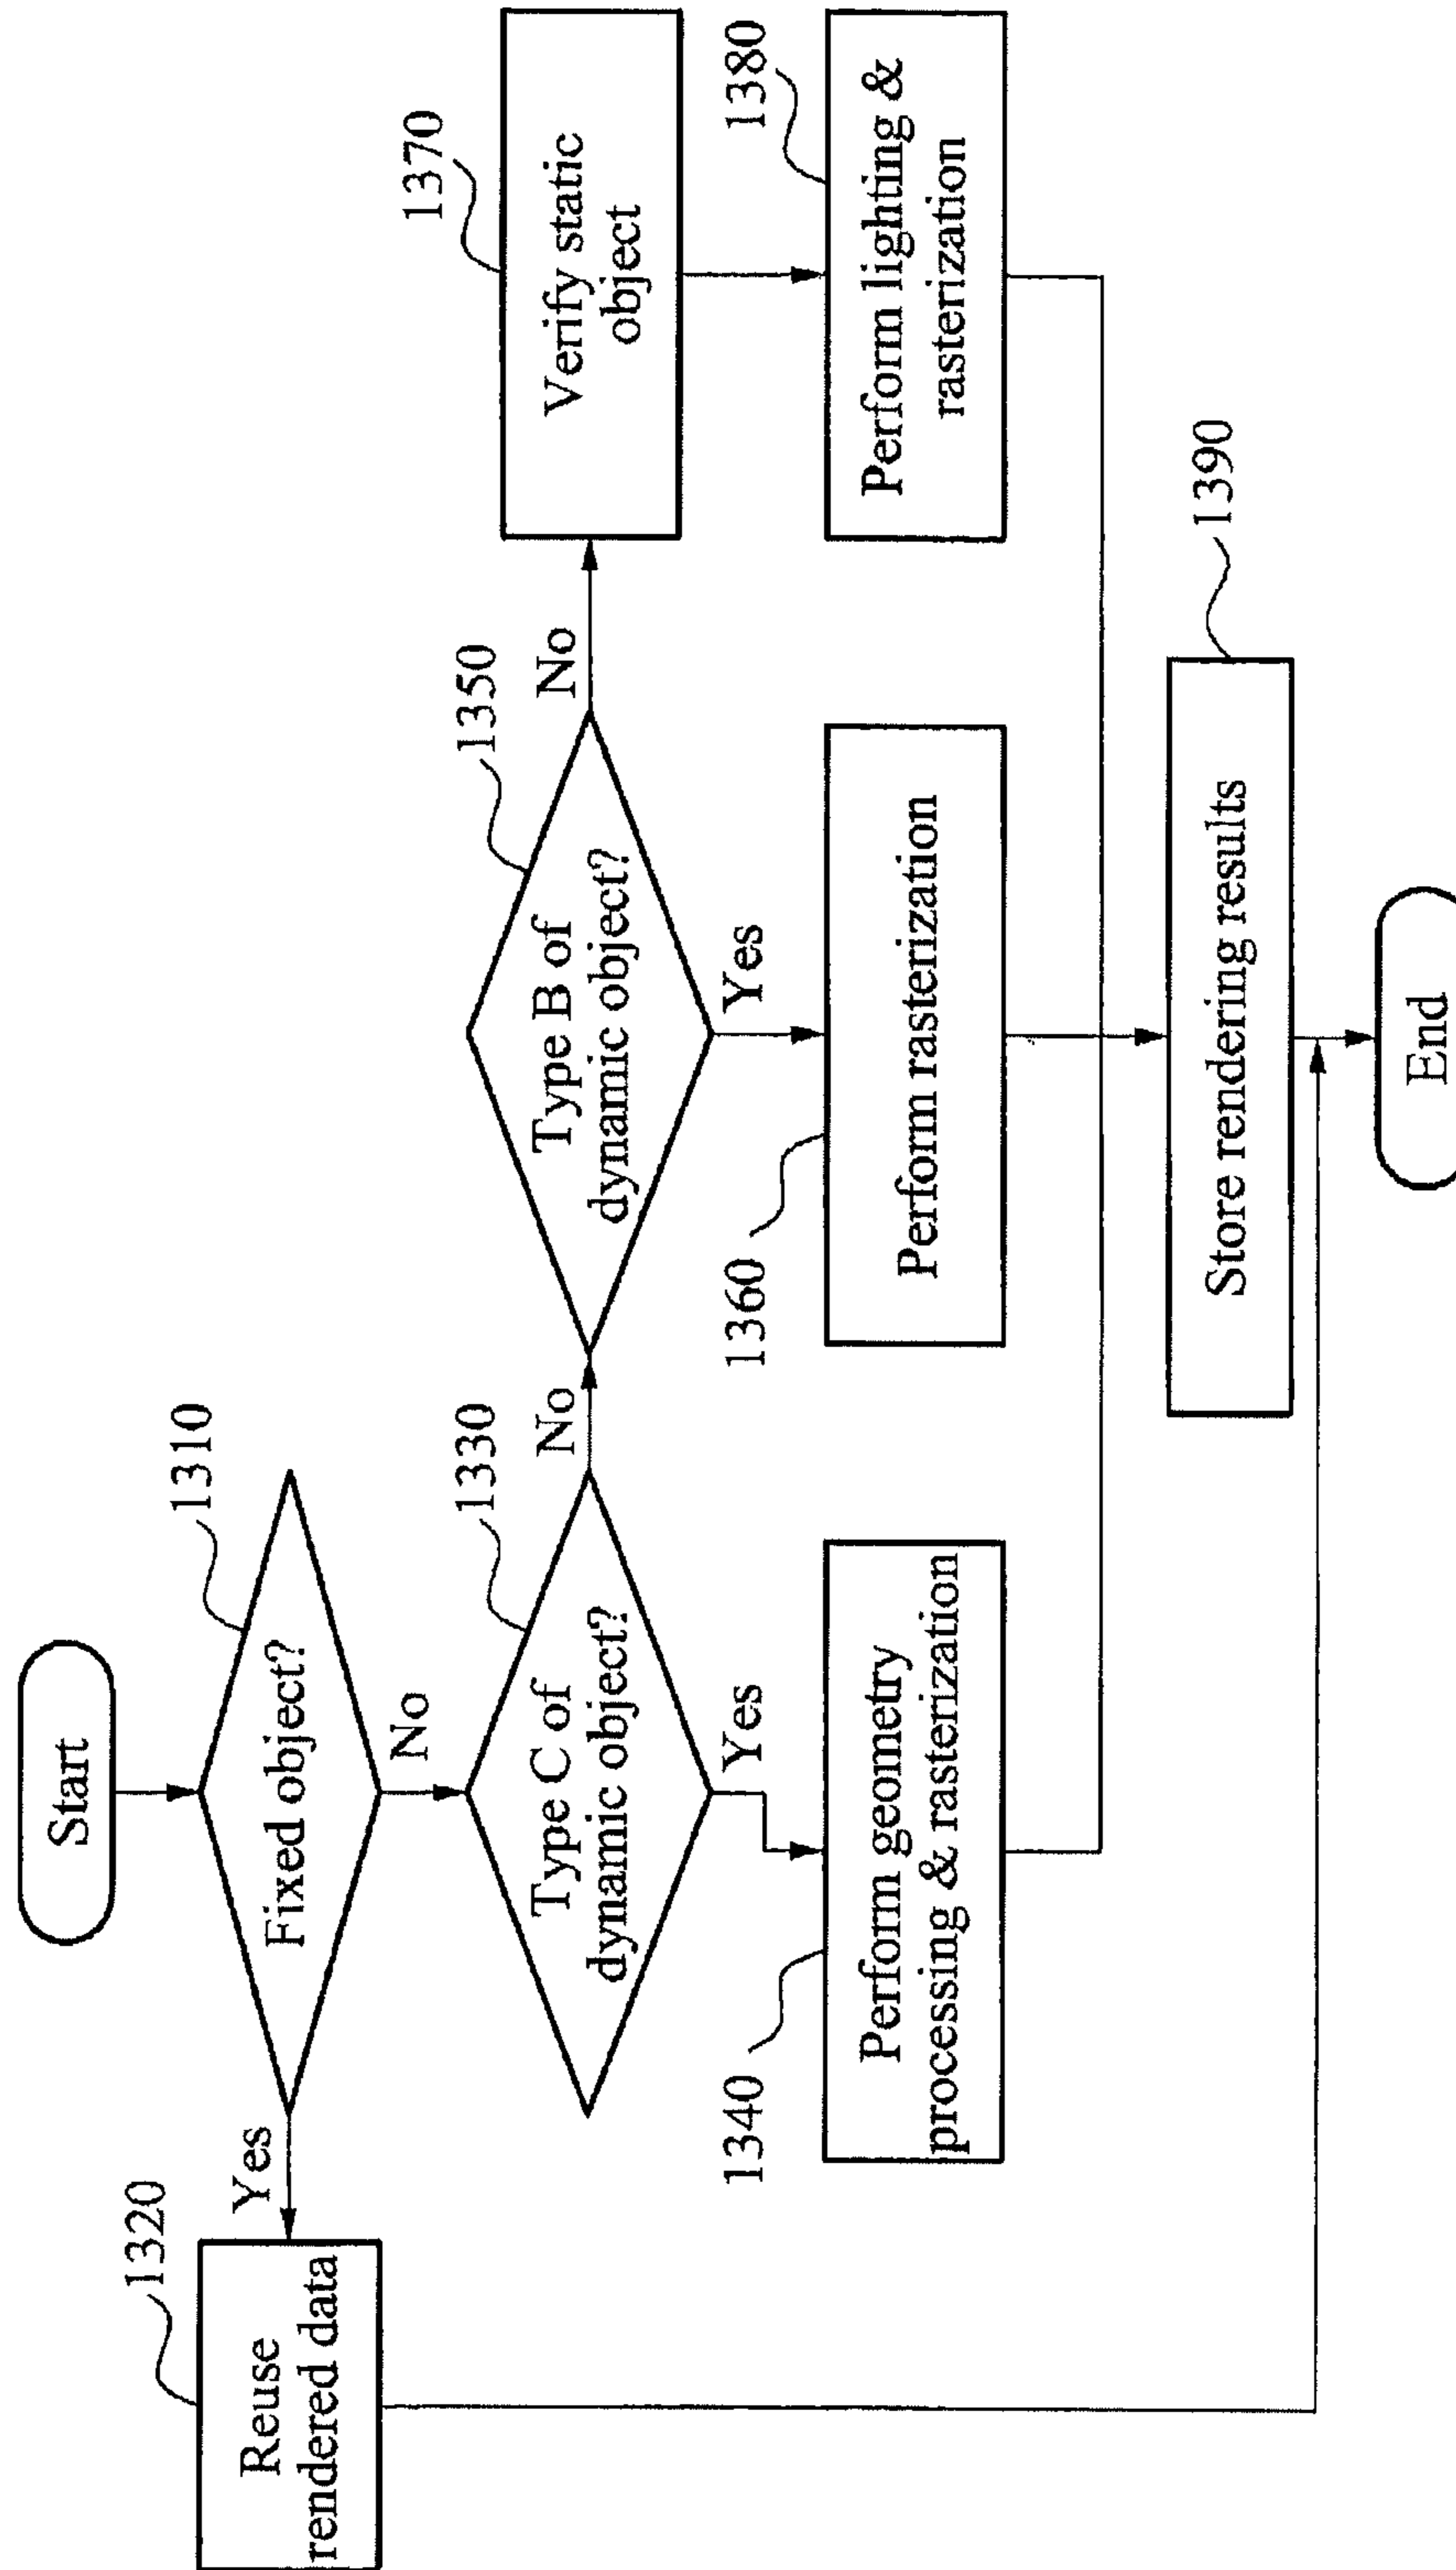 Start
1310
Fixed object?
Yes
No
1320
Reuse
rendered data
1330
Type C of
dynamic object?
No
Yes
1340
Perform geometry
processing & rasterization
1350
Type B of
dynamic object?
No
Yes
1360
Perform rasterization
1370
Verify static
object
1380
Perform lighting &
rasterization
1390
Store rendering results
End